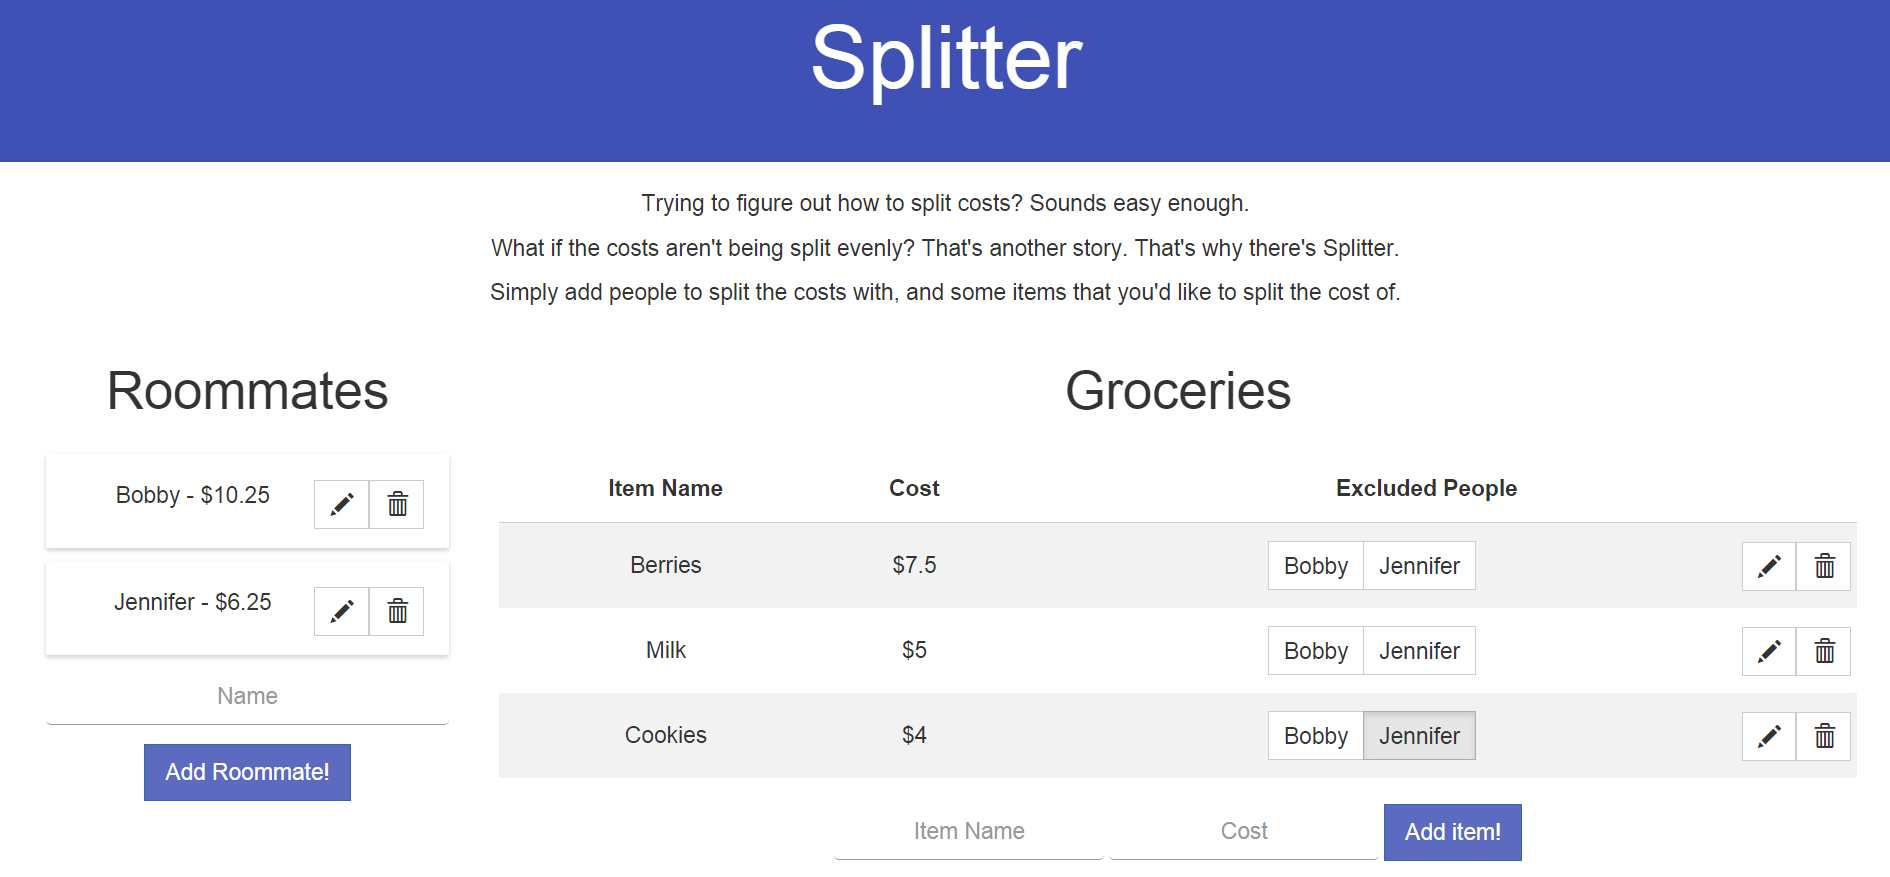 Splitter
Trying to figure out how to split costs? Sounds easy enough.
What if the costs aren't being split evenly? That's another story. That's why there's Splitter.
Simply add people to split the costs with, and some items that you'd like to split the cost of.
Roommates
Bobby - $10.25
Jennifer - $6.25
Name
Add Roommate!
Groceries
Item Name Cost Excluded People
Berries $7.5 Bobby Jennifer
Milk $5 Bobby Jennifer
Cookies $4 Bobby Jennifer
Item Name Cost Add item!